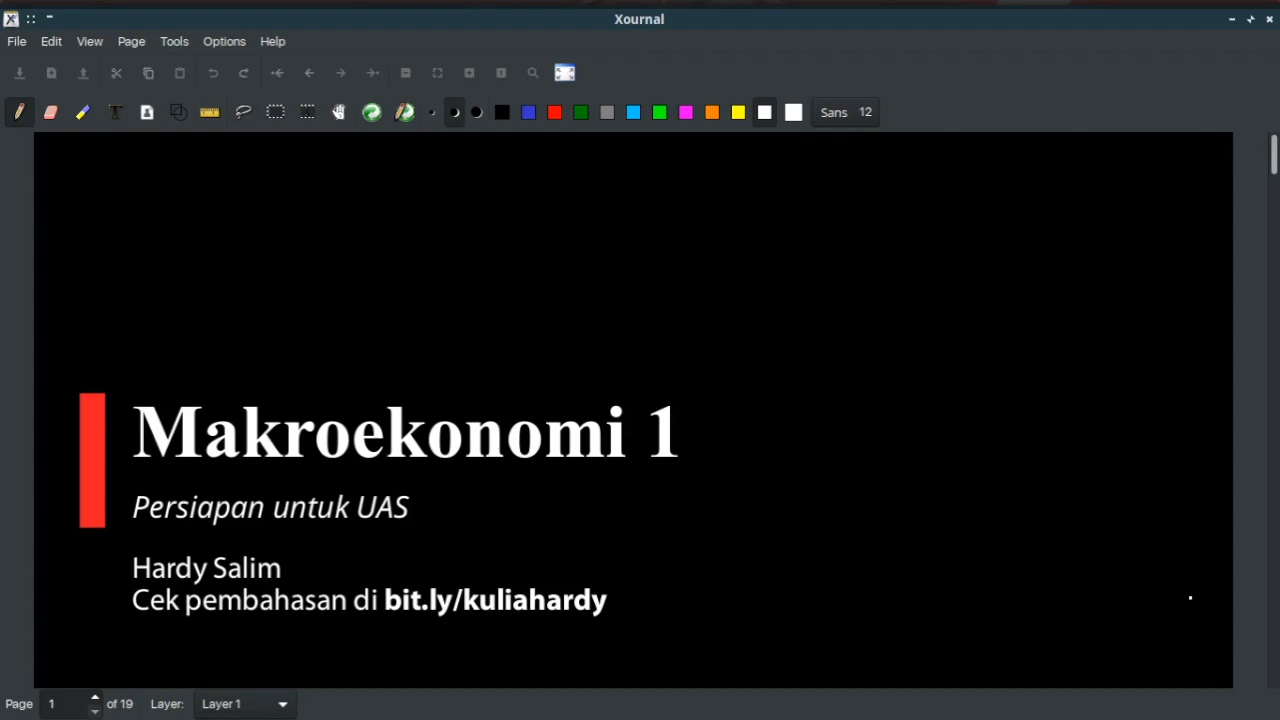 Xournal
File Edit View Page Tools Options Help
Sans 12
Makroekonomi 1
Persiapan untuk UAS
Hardy Salim
Cek pembahasan di bit.ly/kuliahardy
Page 1 of 19 Layer: Layer 1